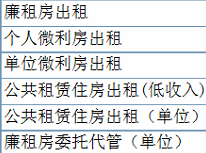 廉租房出租
个人微利房出租
单位微利房出租
公共租赁住房出租(低收入)
公共租赁住房出租（单位）
廉租房委托代管（单位）